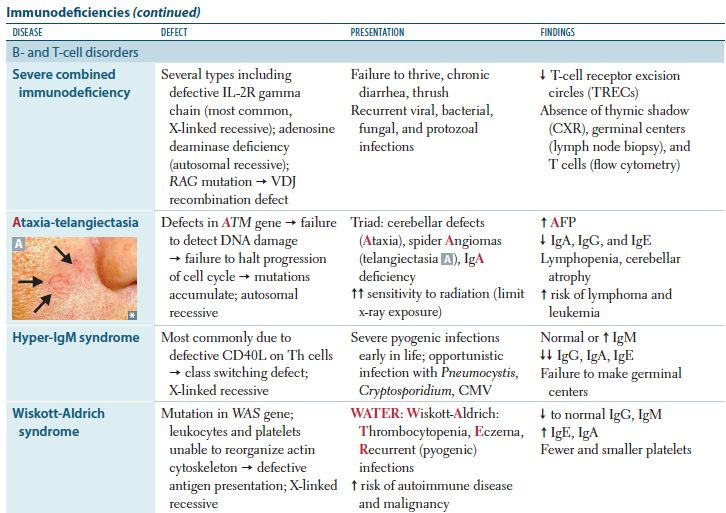 Immunodeficiencies (continued)
DISEASE DEFECT PRESENTATION FINDINGS
B- and T-cell disorders
Severe combined
immunodeficiency
Several types including
defective IL-2R gamma
chain (most common,
X-linked recessive); adenosine
deaminase deficiency
(autosomal recessive);
RAG mutation → VDJ
recombination defect
Failure to thrive, chronic
diarrhea, thrush
Recurrent viral, bacterial,
fungal, and protozoal
infections
↓ T-cell receptor excision
circles (TRECs)
Absence of thymic shadow
(CXR), germinal centers
(lymph node biopsy), and
T cells (flow cytometry)
Ataxia-telangiectasia
A
Defects in ATM gene → failure
to detect DNA damage
→ failure to halt progression
of cell cycle → mutations
accumulate; autosomal
recessive
Triad: cerebellar defects
(Ataxia), spider Angiomas
(telangiectasia A), IgA
deficiency
↑↑ sensitivity to radiation (limit
x-ray exposure)
↑ AFP
↓ IgA, IgG, and IgE
Lymphopenia, cerebellar
atrophy
↑ risk of lymphoma and
leukemia
Hyper-IgM syndrome
Most commonly due to
defective CD40L on Th cells
→ class switching defect;
X-linked recessive
Severe pyogenic infections
early in life; opportunistic
infection with Pneumocystis,
Cryptosporidium, CMV
Normal or ↑ IgM
↓↓ IgG, IgA, IgE
Failure to make germinal
centers
Wiskott-Aldrich
syndrome
Mutation in WAS gene;
leukocytes and platelets
unable to reorganize actin
cytoskeleton → defective
antigen presentation; X-linked
recessive
WATER: Wiskott-Aldrich:
Thrombocytopenia, Eczema,
Recurrent (pyogenic)
infections
↑ risk of autoimmune disease
and malignancy
↓ to normal IgG, IgM
↑ IgE, IgA
Fewer and smaller platelets